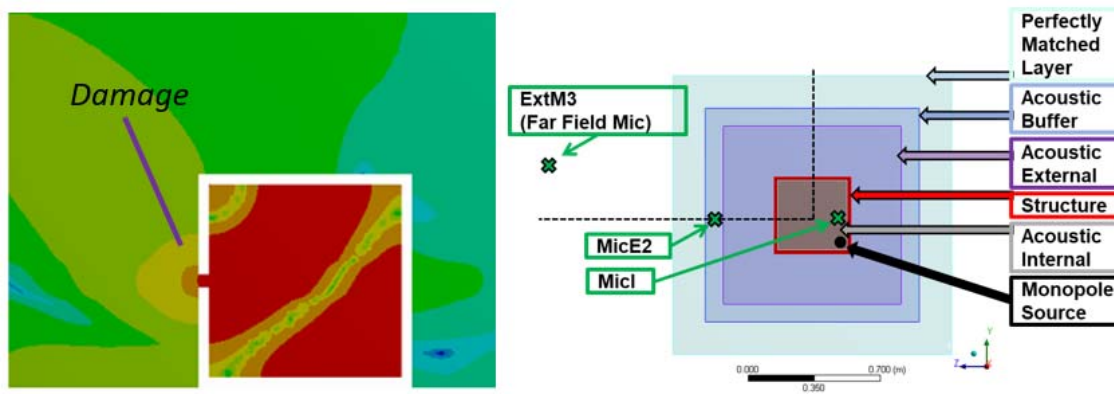 Damage
ExtM3
(Far Field Mic)
MicE2
MicI
Perfectly
Matched
Layer
Acoustic
Buffer
Acoustic
External
Structure
Acoustic
Internal
Monopole
Source
Y
Z
X
0.000
0.700 (m)
0.350